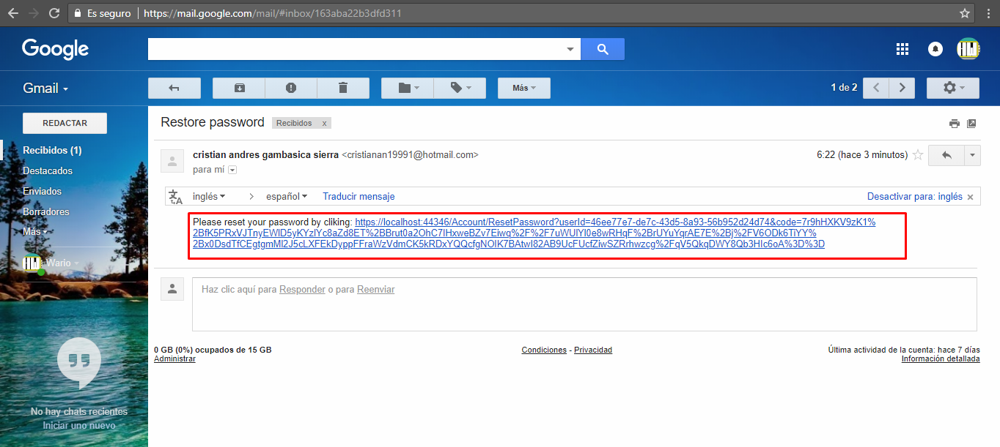 Es seguro | https://mail.google.com/mail/#inbox/163aba22b3dfd311
Google
Gmail
Más
1 de 2
REDACTAR
Restore password Recibidos x
Recibidos (1)
cristian andres gambasica sierra <cristianan19991@hotmail.com>
6:22 (hace 3 minutos)
para mí
Destacados
Enviados
inglés > español Traducir mensaje
Desactivar para: inglés x
Borradores
Más
Please reset your password by cliking: https://localhost:44346/Account/ResetPassword?userId=46ee77e7-de7c-43d5-8a93-56b952d24d74&code=7r9hHXKV9zK1%
2BfK5PRxVJTnyEWlD5yKYzIYc8aZd8ET%2BBrut0a2OhC7IHxweBZv7Eiwq%2F%2F7uWUlYI0e8wRHqF%2BrUYuYqrAE7E%2Bj%2FV6ODk6TiYY%
2Bx0DsdTfCEgtgmMl2J5cLXFEkDyppFFraWzVdmCK5kRDxYQQcfgNOIK7BAtwI82AB9UcFUcfZiwSZRrhwzcg%2FqV5QkqDWY8Qb3HIc6oA%3D%3D
Wario
Haz clic aquí para Responder o para Reenviar
0 GB (0%) ocupados de 15 GB
Administrar
Condiciones - Privacidad
Última actividad de la cuenta: hace 7 días
Información detallada
No hay chats recientes
Iniciar uno nuevo